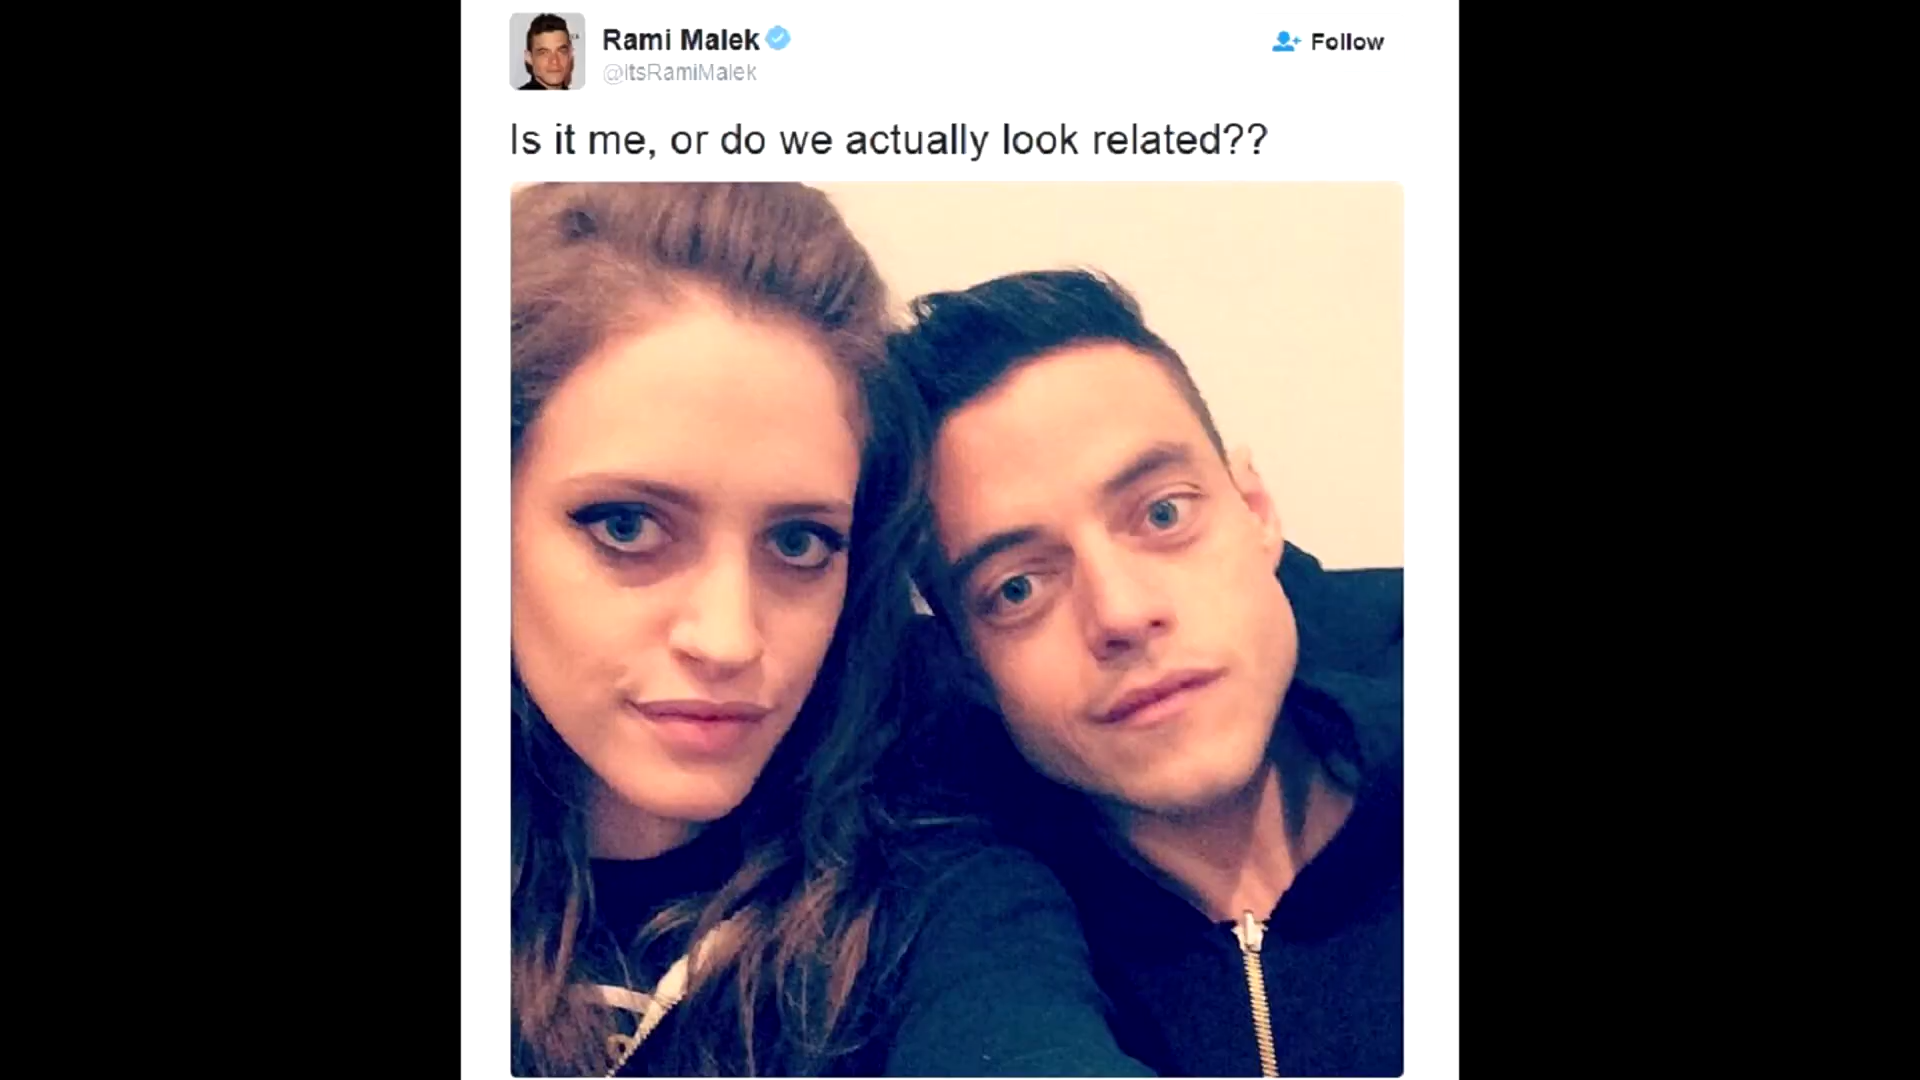 Rami Malek
Follow
@ItsRamiMalek
Is it me, or do we actually look related??